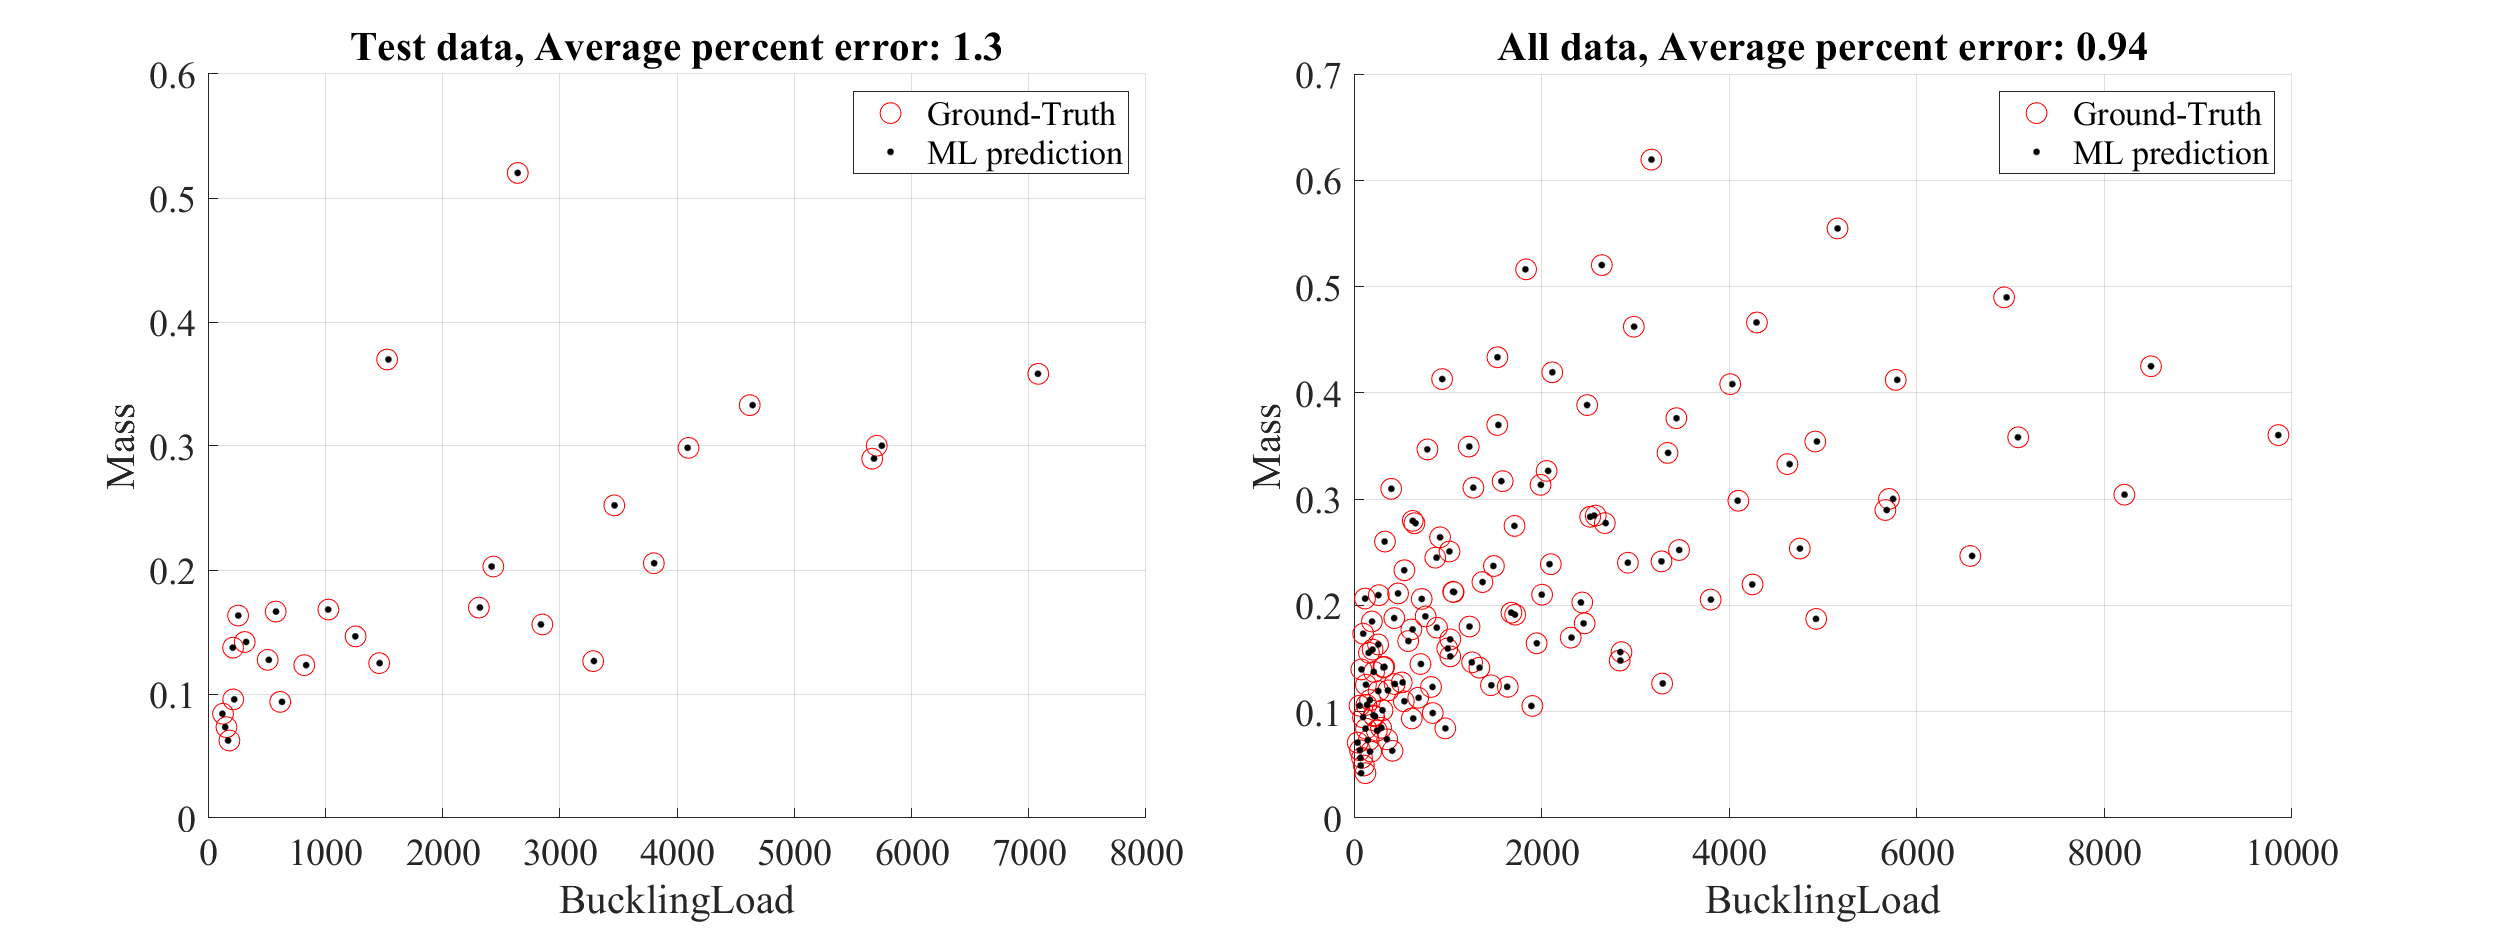 Test data, Average percent error: 1.3
0.6
0.5
0.4
0.3
0.2
0.1
0
Mass
Ground-Truth
ML prediction
0 1000 2000 3000 4000 5000 6000 7000 8000
BucklingLoad
All data, Average percent error: 0.94
0.7
0.6
0.5
0.4
0.3
0.2
0.1
0
Mass
Ground-Truth
ML prediction
0 2000 4000 6000 8000 10000
BucklingLoad